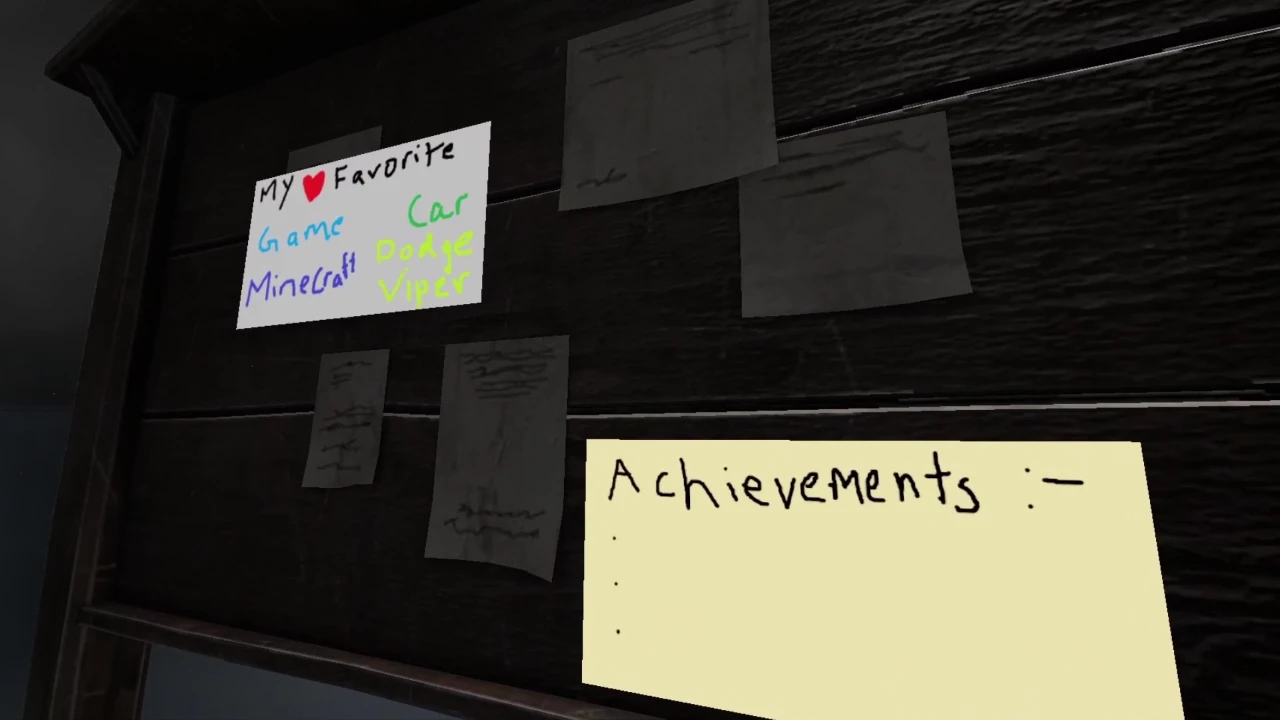 My ❤ Favorite
Game
Minecraft
Car
Dodge
Viper
Achievements :-
.
.
.